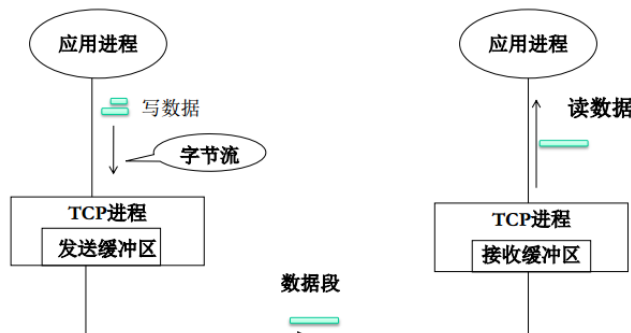 应用进程
应用进程
写数据
读数据
字节流
TCP进程
发送缓冲区
TCP进程
接收缓冲区
数据段